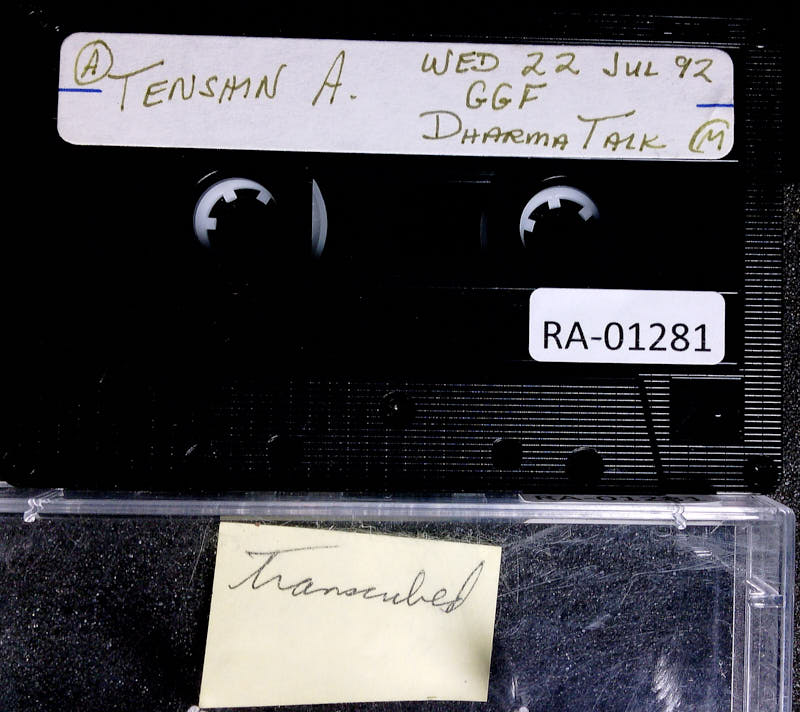 (A) TENSHIN A.
WED 22 JUL 92
GGF
DHARMA TALK (M)
RA-01281
RA-01281
Transcribed